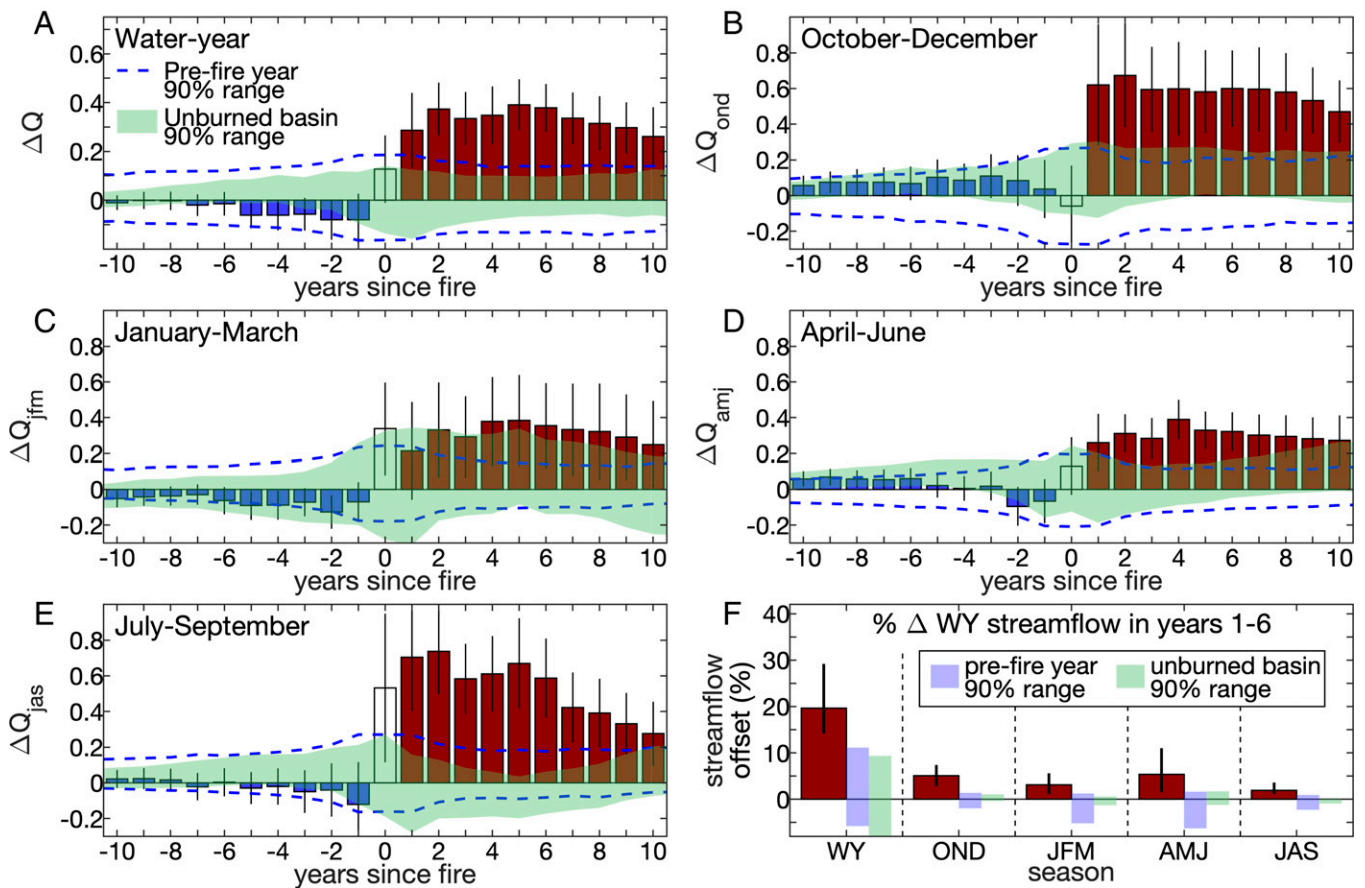 A
Water-year
Pre-fire year
90% range
Unburned basin
90% range
ΔQ
0.4
0.2
0
-10 -8 -6 -4 -2 0 2 4 6 8 10
years since fire
B
October-December
ΔQond
0.8
0.6
0.4
0.2
0
-0.2
-10 -8 -6 -4 -2 0 2 4 6 8 10
years since fire
C
January-March
ΔQjfm
0.8
0.6
0.4
0.2
0
-0.2
-10 -8 -6 -4 -2 0 2 4 6 8 10
years since fire
D
April-June
ΔQamj
0.8
0.6
0.4
0.2
0
-0.2
-10 -8 -6 -4 -2 0 2 4 6 8 10
years since fire
E
July-September
ΔQjas
0.8
0.6
0.4
0.2
0
-0.2
-10 -8 -6 -4 -2 0 2 4 6 8 10
years since fire
F
% Δ WY streamflow in years 1-6
pre-fire year
90% range
unburned basin
90% range
streamflow
offset (%)
40
30
20
10
0
WY OND JFM AMJ JAS
season